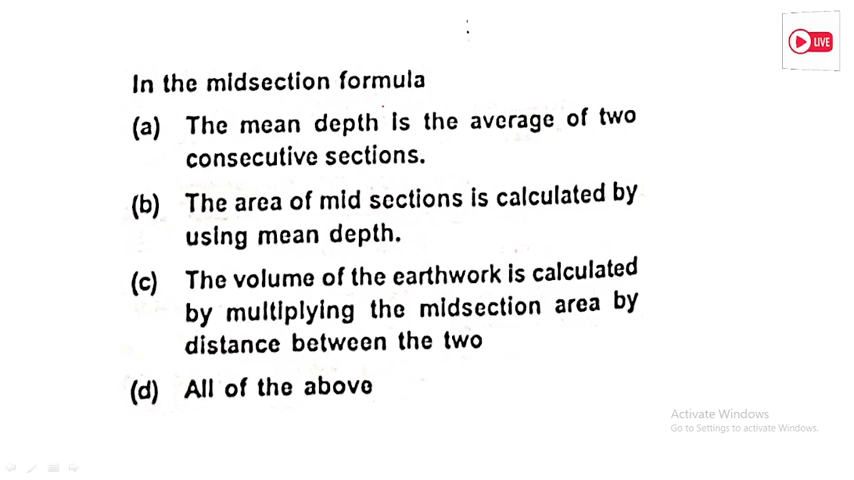 LIVE
In the midsection formula
(a) The mean depth is the average of two
consecutive sections.
(b) The area of mid sections is calculated by
using mean depth.
(c) The volume of the earthwork is calculated
by multiplying the midsection area by
distance between the two
(d) All of the above
Activate Windows
Go to Settings to activate Windows.